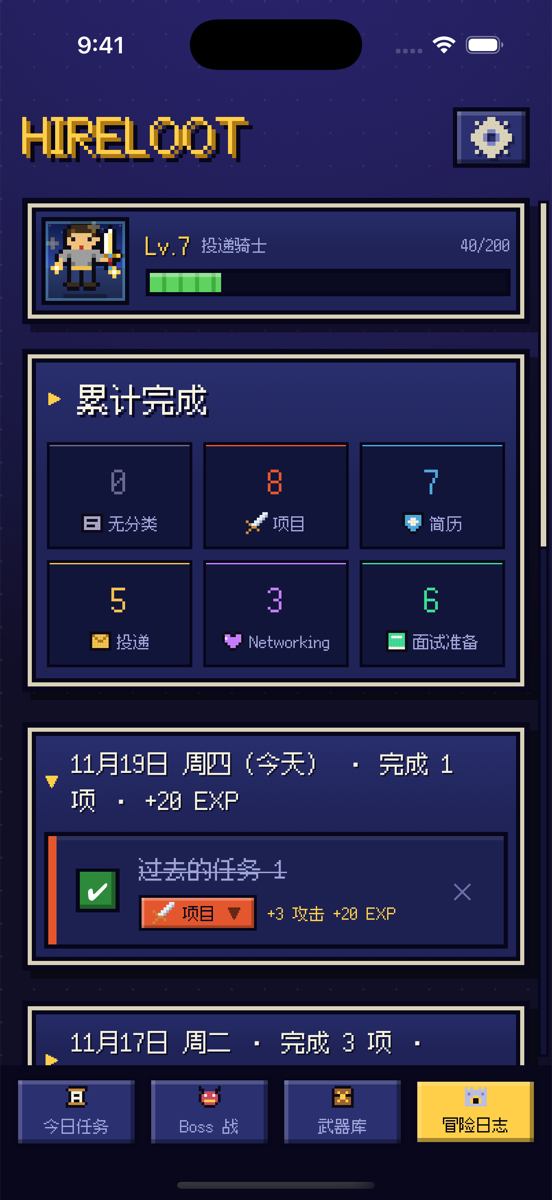 9:41
HIRELOOT
Lv.7 投递骑士 40/200
累计完成
0 8 7
无分类 项目 简历
5 3 6
投递 Networking 面试准备
11月19日 周四（今天） · 完成 1
项 · +20 EXP
过去的任务 1
项目 ▼ +3 攻击 +20 EXP
11月17日 周二 · 完成 3 项 ·
今日任务 Boss 战 武器库 冒险日志